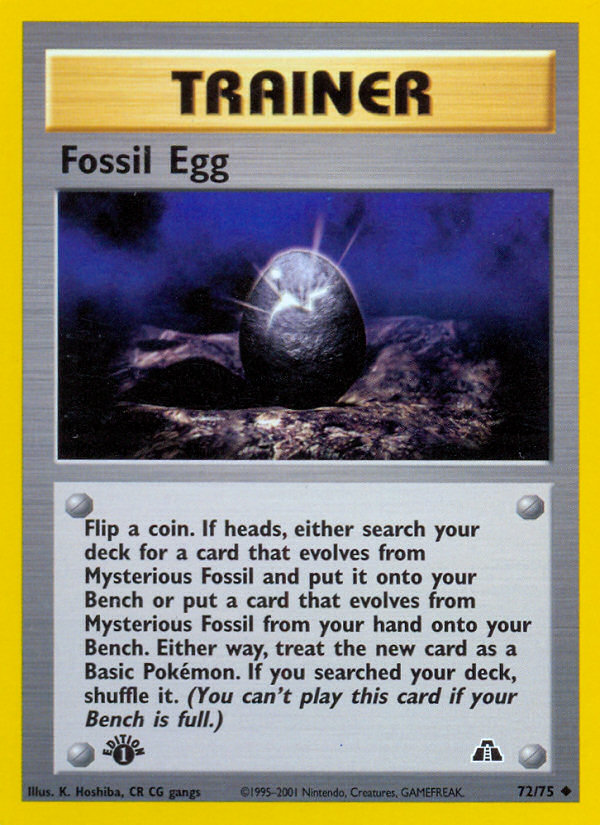 TRAINER
Fossil Egg
Flip a coin. If heads, either search your
deck for a card that evolves from
Mysterious Fossil and put it onto your
Bench or put a card that evolves from
Mysterious Fossil from your hand onto your
Bench. Either way, treat the new card as a
Basic Pokémon. If you searched your deck,
shuffle it. (You can't play this card if your
Bench is full.)
EDITION
1
Illus. K. Hoshiba, CR CG gangs ©1995-2001 Nintendo, Creatures, GAMEFREAK. 72/75